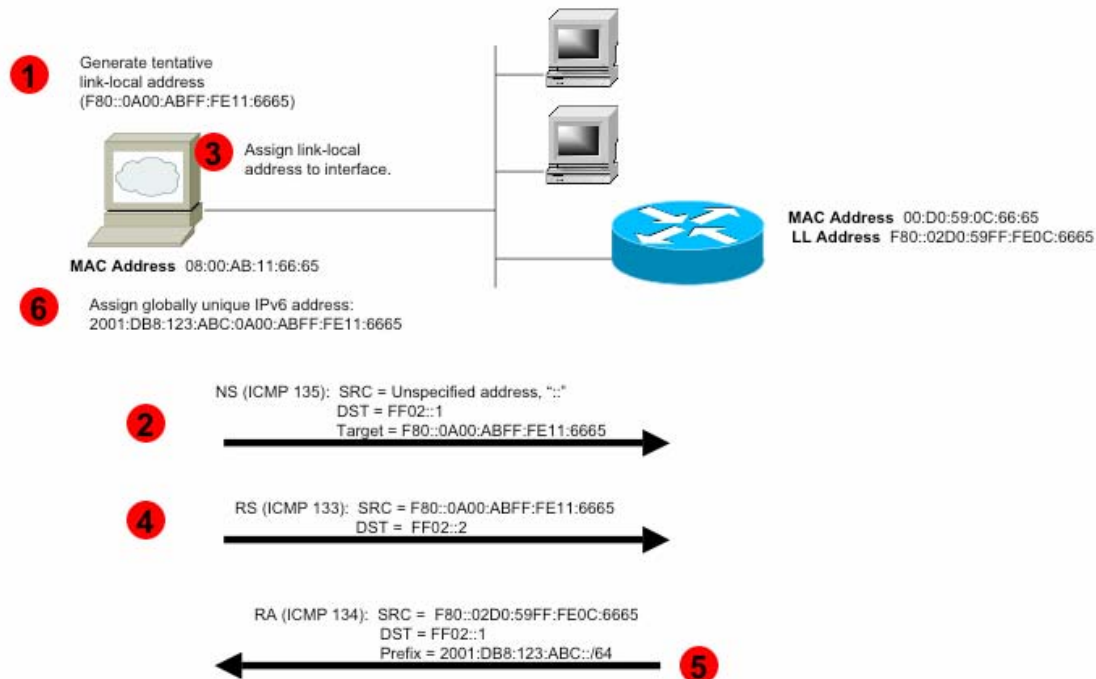 1
Generate tentative
link-local address
(F80::0A00:ABFF:FE11:6665)
3
Assign link-local
address to interface.
MAC Address 00:D0:59:0C:66:65
LL Address F80::02D0:59FF:FE0C:6665
MAC Address 08:00:AB:11:66:65
6
Assign globally unique IPv6 address:
2001:DB8:123:ABC:0A00:ABFF:FE11:6665
2
NS (ICMP 135): SRC = Unspecified address, “::”
DST = FF02::1
Target = F80::0A00:ABFF:FE11:6665
4
RS (ICMP 133): SRC = F80::0A00:ABFF:FE11:6665
DST = FF02::2
RA (ICMP 134): SRC = F80::02D0:59FF:FE0C:6665
DST = FF02::1
Prefix = 2001:DB8:123:ABC::/64
5